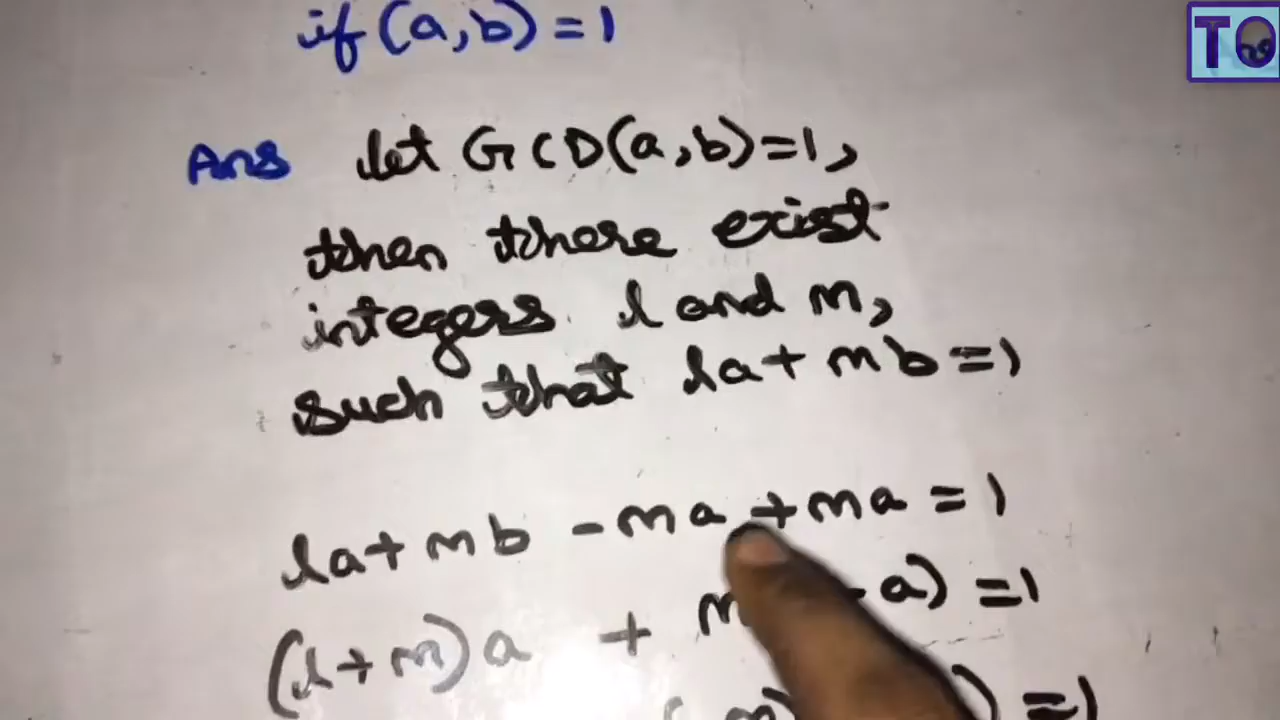 if (a, b) = 1
TO
Ans let GCD(a, b) = 1,
then there exist
integers l and m,
such that la + mb = 1
la + mb - ma + ma = 1
(l + m)a + m - a) = 1
(m) ) = 1